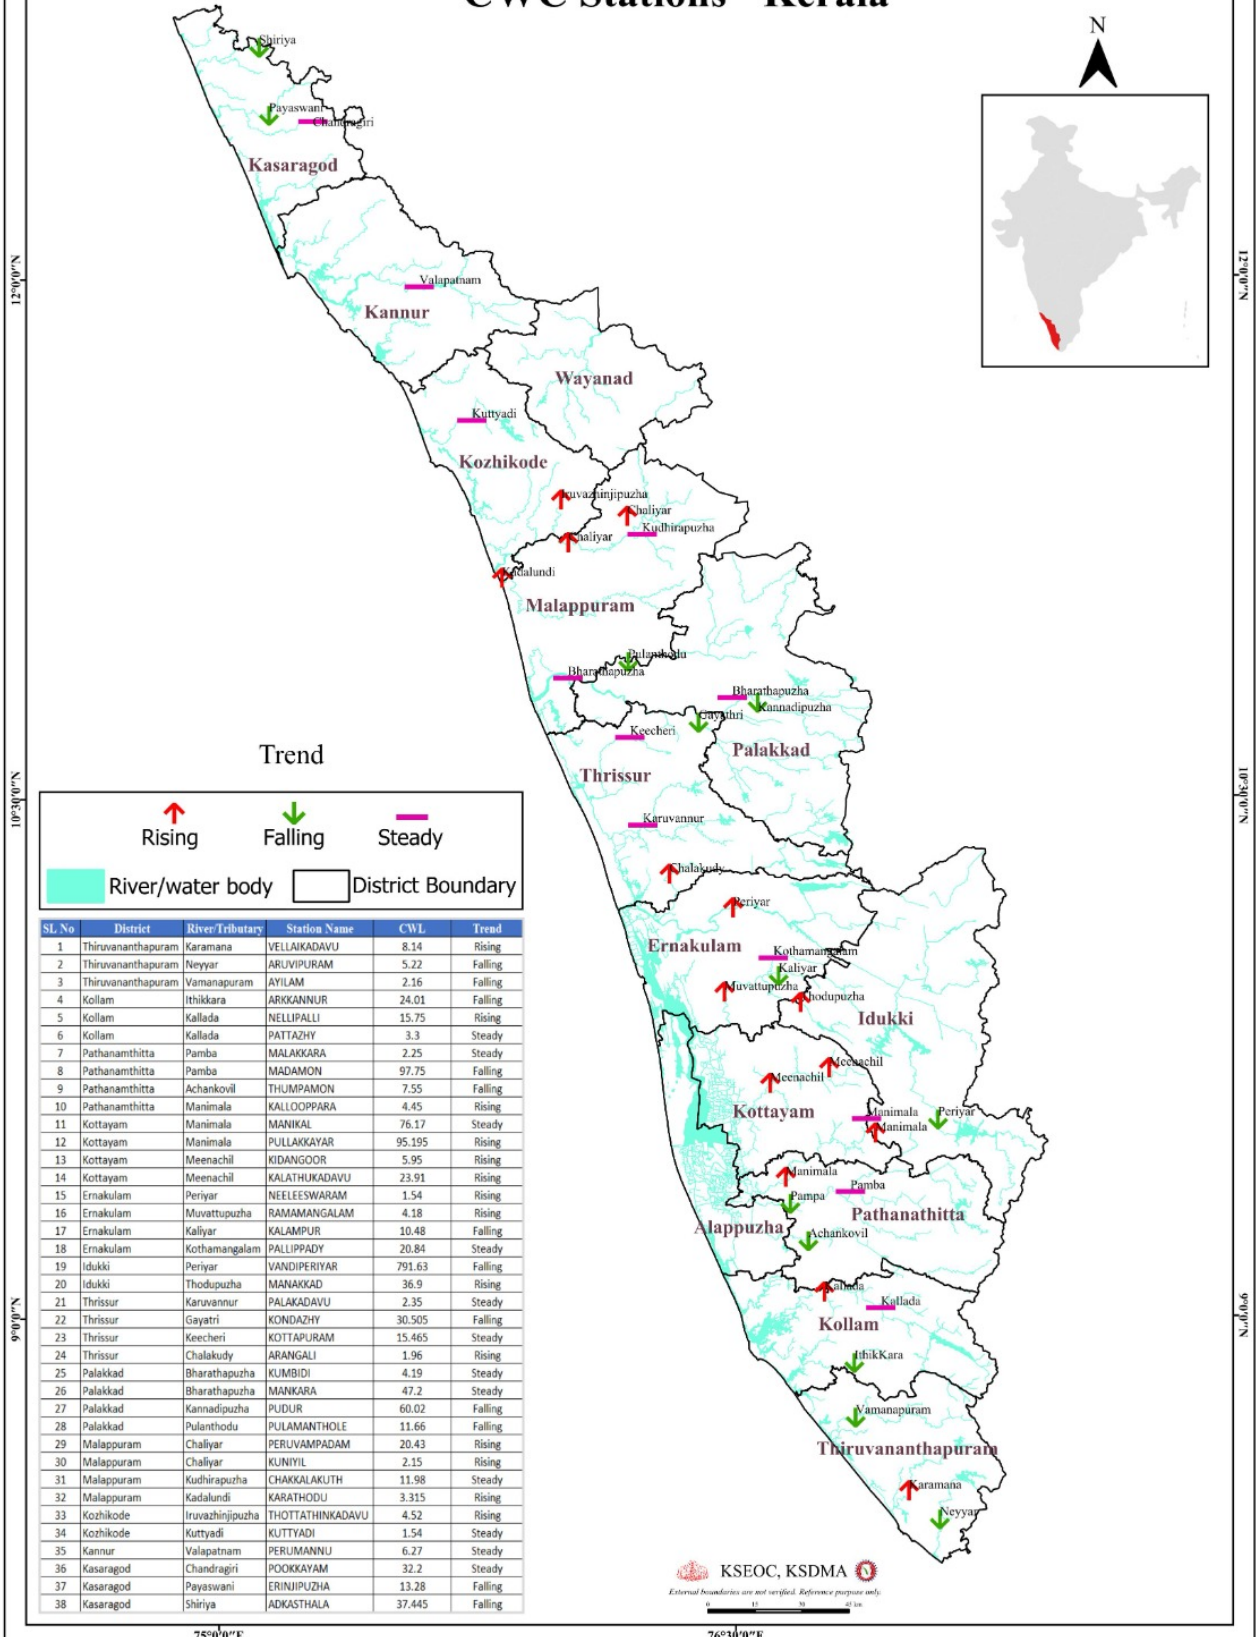 CWC Stations - Kerala
N
Shiriya
Payaswani
Chandragiri
Kasaragod
12°0'0"N
12°0'0"N
Valapatnam
Kannur
Wayanad
Kuttyadi
Kozhikode
Iruvazhinjipuzha
Chaliyar
Kudhirapuzha
Chaliyar
Kadalundi
Malappuram
Pulanthodu
Bharathapuzha
Bharathapuzha
Kannadipuzha
Gayathri
Keecheri
Palakkad
Thrissur
Trend
10°30'0"N
10°30'0"N
Rising
Falling
Steady
River/water body
District Boundary
Karuvannur
Chalakudy
Periyar
Ernakulam
Kothamangalam
Kaliyar
Muvattupuzha
Thodupuzha
Idukki
Meenachil
Meenachil
Kottayam
Manimala
Periyar
Manimala
Manimala
Pamba
Pampa
Pathanathitta
Alappuzha
Achankovil
Kallada
Kallada
Kollam
9°0'0"N
9°0'0"N
IthikKara
Vamanapuram
Thiruvananthapuram
Karamana
Neyyar
SL No District River/Tributary Station Name CWL Trend
1 Thiruvananthapuram Karamana VELLAIKADAVU 8.14 Rising
2 Thiruvananthapuram Neyyar ARUVIPURAM 5.22 Falling
3 Thiruvananthapuram Vamanapuram AYILAM 2.16 Falling
4 Kollam Ithikkara ARKKANNUR 24.01 Falling
5 Kollam Kallada NELLIPALLI 15.75 Rising
6 Kollam Kallada PATTAZHY 3.3 Steady
7 Pathanamthitta Pamba MALAKKARA 2.25 Steady
8 Pathanamthitta Pamba MADAMON 97.75 Falling
9 Pathanamthitta Achankovil THUMPAMON 7.55 Falling
10 Pathanamthitta Manimala KALLOOPPARA 4.45 Rising
11 Kottayam Manimala MANIKAL 76.17 Steady
12 Kottayam Manimala PULLAKKAYAR 95.195 Rising
13 Kottayam Meenachil KIDANGOOR 5.95 Rising
14 Kottayam Meenachil KALATHUKADAVU 23.91 Rising
15 Ernakulam Periyar NEELEESWARAM 1.54 Rising
16 Ernakulam Muvattupuzha RAMAMANGALAM 4.18 Rising
17 Ernakulam Kaliyar KALAMPUR 10.48 Falling
18 Ernakulam Kothamangalam PALLIPPADY 20.84 Steady
19 Idukki Periyar VANDIPERIYAR 791.63 Falling
20 Idukki Thodupuzha MANAKKAD 36.9 Rising
21 Thrissur Karuvannur PALAKADAVU 2.35 Steady
22 Thrissur Gayatri KONDAZHY 30.505 Falling
23 Thrissur Keecheri KOTTAPURAM 15.465 Steady
24 Thrissur Chalakudy ARANGALI 1.96 Rising
25 Palakkad Bharathapuzha KUMBIDI 4.19 Steady
26 Palakkad Bharathapuzha MANKARA 47.2 Steady
27 Palakkad Kannadipuzha PUDUR 60.02 Falling
28 Palakkad Pulanthodu PULAMANTHOLE 11.66 Falling
29 Malappuram Chaliyar PERUVAMPADAM 20.43 Rising
30 Malappuram Chaliyar KUNIYIL 2.15 Rising
31 Malappuram Kudhirapuzha CHAKKALAKUTH 11.98 Steady
32 Malappuram Kadalundi KARATHODU 3.315 Rising
33 Kozhikode Iruvazhinjipuzha THOTTATHINKADAVU 4.52 Rising
34 Kozhikode Kuttyadi KUTTYADI 1.54 Steady
35 Kannur Valapatnam PERUMANNU 6.27 Steady
36 Kasaragod Chandragiri POOKKAYAM 32.2 Steady
37 Kasaragod Payaswani ERINJIPUZHA 13.28 Falling
38 Kasaragod Shiriya ADKASTHALA 37.445 Falling
KSEOC, KSDMA
External boundaries are not verified. Reference purpose only.
0 15 30 45 km
75°0'0"E
76°30'0"E